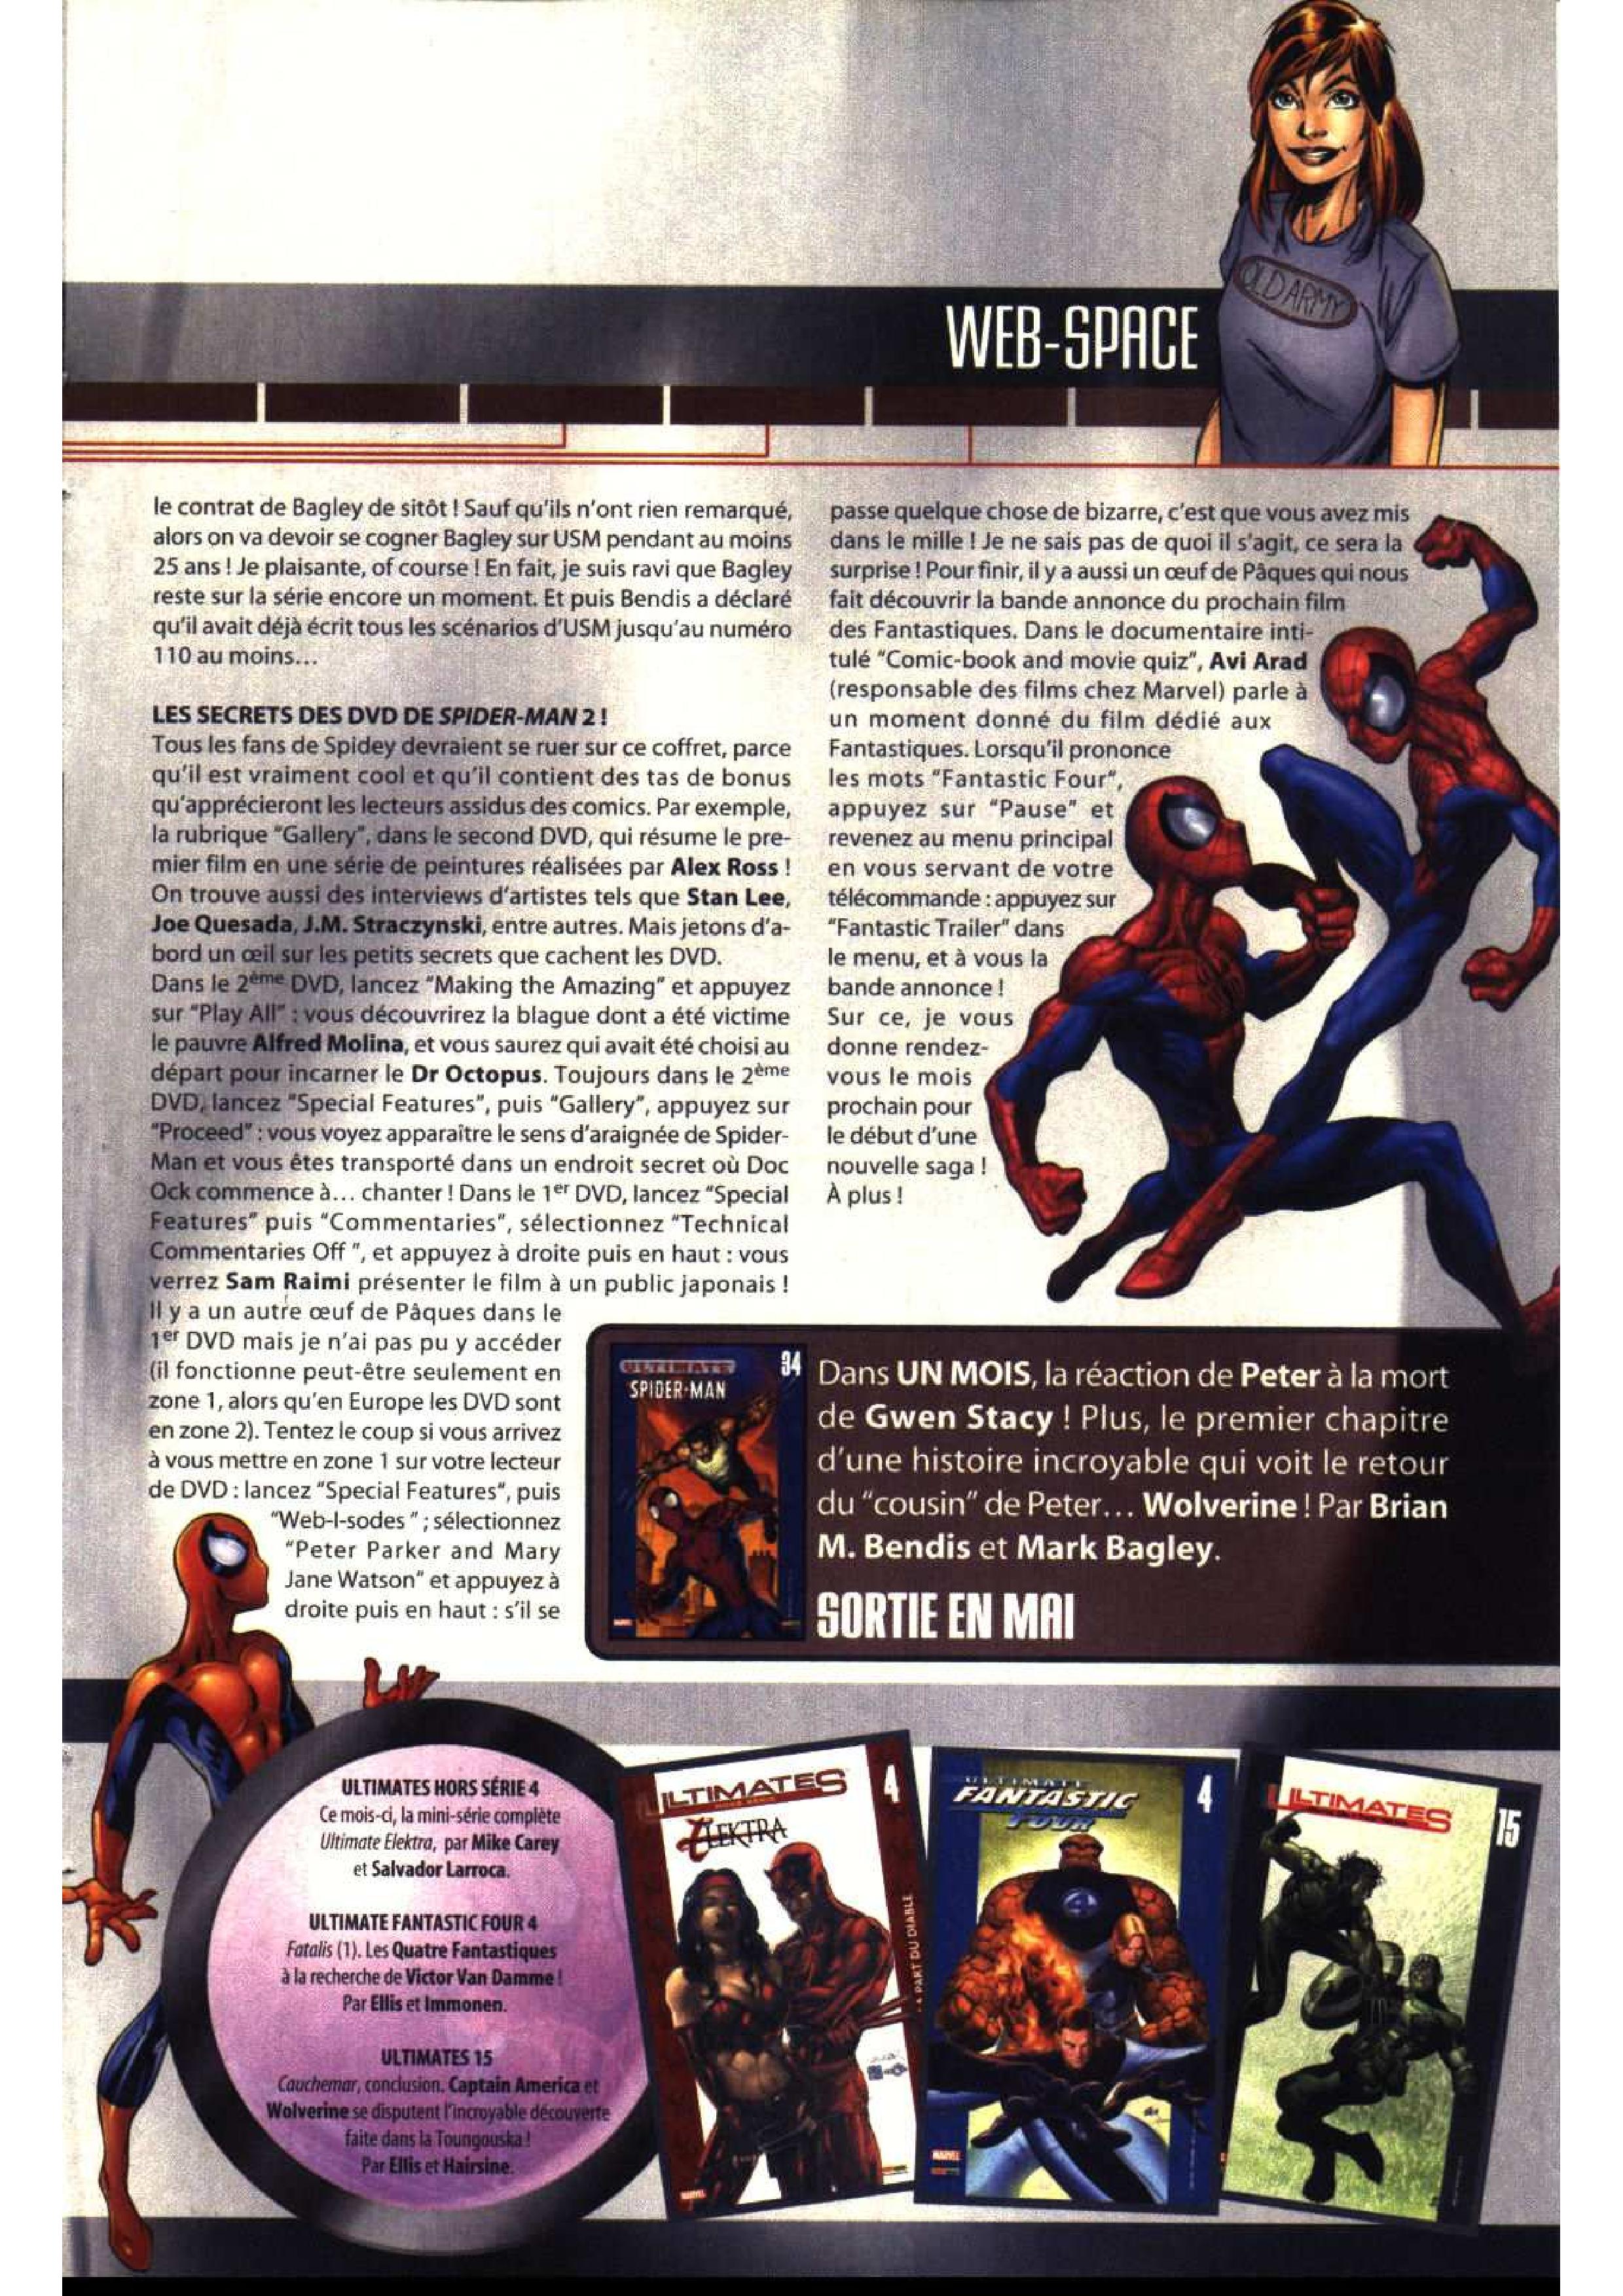 OLD ARMY
WEB-SPACE
le contrat de Bagley de sitôt ! Sauf qu'ils n'ont rien remarqué,
alors on va devoir se cogner Bagley sur USM pendant au moins
25 ans ! Je plaisante, of course ! En fait, je suis ravi que Bagley
reste sur la série encore un moment. Et puis Bendis a déclaré
qu'il avait déjà écrit tous les scénarios d'USM jusqu'au numéro
110 au moins...
LES SECRETS DES DVD DE SPIDER-MAN 2 !
Tous les fans de Spidey devraient se ruer sur ce coffret, parce
qu'il est vraiment cool et qu'il contient des tas de bonus
qu'apprécieront les lecteurs assidus des comics. Par exemple,
la rubrique "Gallery", dans le second DVD, qui résume le pre-
mier film en une série de peintures réalisées par Alex Ross !
On trouve aussi des interviews d'artistes tels que Stan Lee,
Joe Quesada, J.M. Straczynski, entre autres. Mais jetons d'a-
bord un œil sur les petits secrets que cachent les DVD.
Dans le 2ème DVD, lancez "Making the Amazing" et appuyez
sur "Play All" : vous découvrirez la blague dont a été victime
le pauvre Alfred Molina, et vous saurez qui avait été choisi au
départ pour incarner le Dr Octopus. Toujours dans le 2ème
DVD, lancez "Special Features", puis "Gallery", appuyez sur
"Proceed" : vous voyez apparaître le sens d'araignée de Spider-
Man et vous êtes transporté dans un endroit secret où Doc
Ock commence à... chanter ! Dans le 1er DVD, lancez "Special
Features" puis "Commentaries", sélectionnez "Technical
Commentaries Off ", et appuyez à droite puis en haut : vous
verrez Sam Raimi présenter le film à un public japonais !
Il y a un autre œuf de Pâques dans le
1er DVD mais je n'ai pas pu y accéder
(il fonctionne peut-être seulement en
zone 1, alors qu'en Europe les DVD sont
en zone 2). Tentez le coup si vous arrivez
à vous mettre en zone 1 sur votre lecteur
de DVD : lancez "Special Features", puis
"Web-I-sodes " ; sélectionnez
"Peter Parker and Mary
Jane Watson" et appuyez à
droite puis en haut : s'il se
passe quelque chose de bizarre, c'est que vous avez mis
dans le mille ! Je ne sais pas de quoi il s'agit, ce sera la
surprise ! Pour finir, il y a aussi un œuf de Pâques qui nous
fait découvrir la bande annonce du prochain film
des Fantastiques. Dans le documentaire inti-
tulé "Comic-book and movie quiz", Avi Arad
(responsable des films chez Marvel) parle à
un moment donné du film dédié aux
Fantastiques. Lorsqu'il prononce
les mots "Fantastic Four",
appuyez sur "Pause" et
revenez au menu principal
en vous servant de votre
télécommande : appuyez sur
"Fantastic Trailer" dans
le menu, et à vous la
bande annonce !
Sur ce, je vous
donne rendez-
vous le mois
prochain pour
le début d'une
nouvelle saga !
À plus !
ULTIMATE
SPIDER-MAN
34
Dans UN MOIS, la réaction de Peter à la mort
de Gwen Stacy ! Plus, le premier chapitre
d'une histoire incroyable qui voit le retour
du "cousin" de Peter... Wolverine ! Par Brian
M. Bendis et Mark Bagley.
SORTIE EN MAI
ULTIMATES HORS SÉRIE 4
Ce mois-ci, la mini-série complète
Ultimate Elektra, par Mike Carey
et Salvador Larroca.
ULTIMATE FANTASTIC FOUR 4
Fatalis (1). Les Quatre Fantastiques
à la recherche de Victor Van Damme !
Par Ellis et Immonen.
ULTIMATES 15
Cauchemar, conclusion. Captain America et
Wolverine se disputent l'incroyable découverte
faite dans la Toungouska !
Par Ellis et Hairsine.
ULTIMATES
4
ELEKTRA
LA PART DU DIABLE
MARVEL
ULTIMATE
FANTASTIC
FOUR
4
MARVEL
ULTIMATES
15